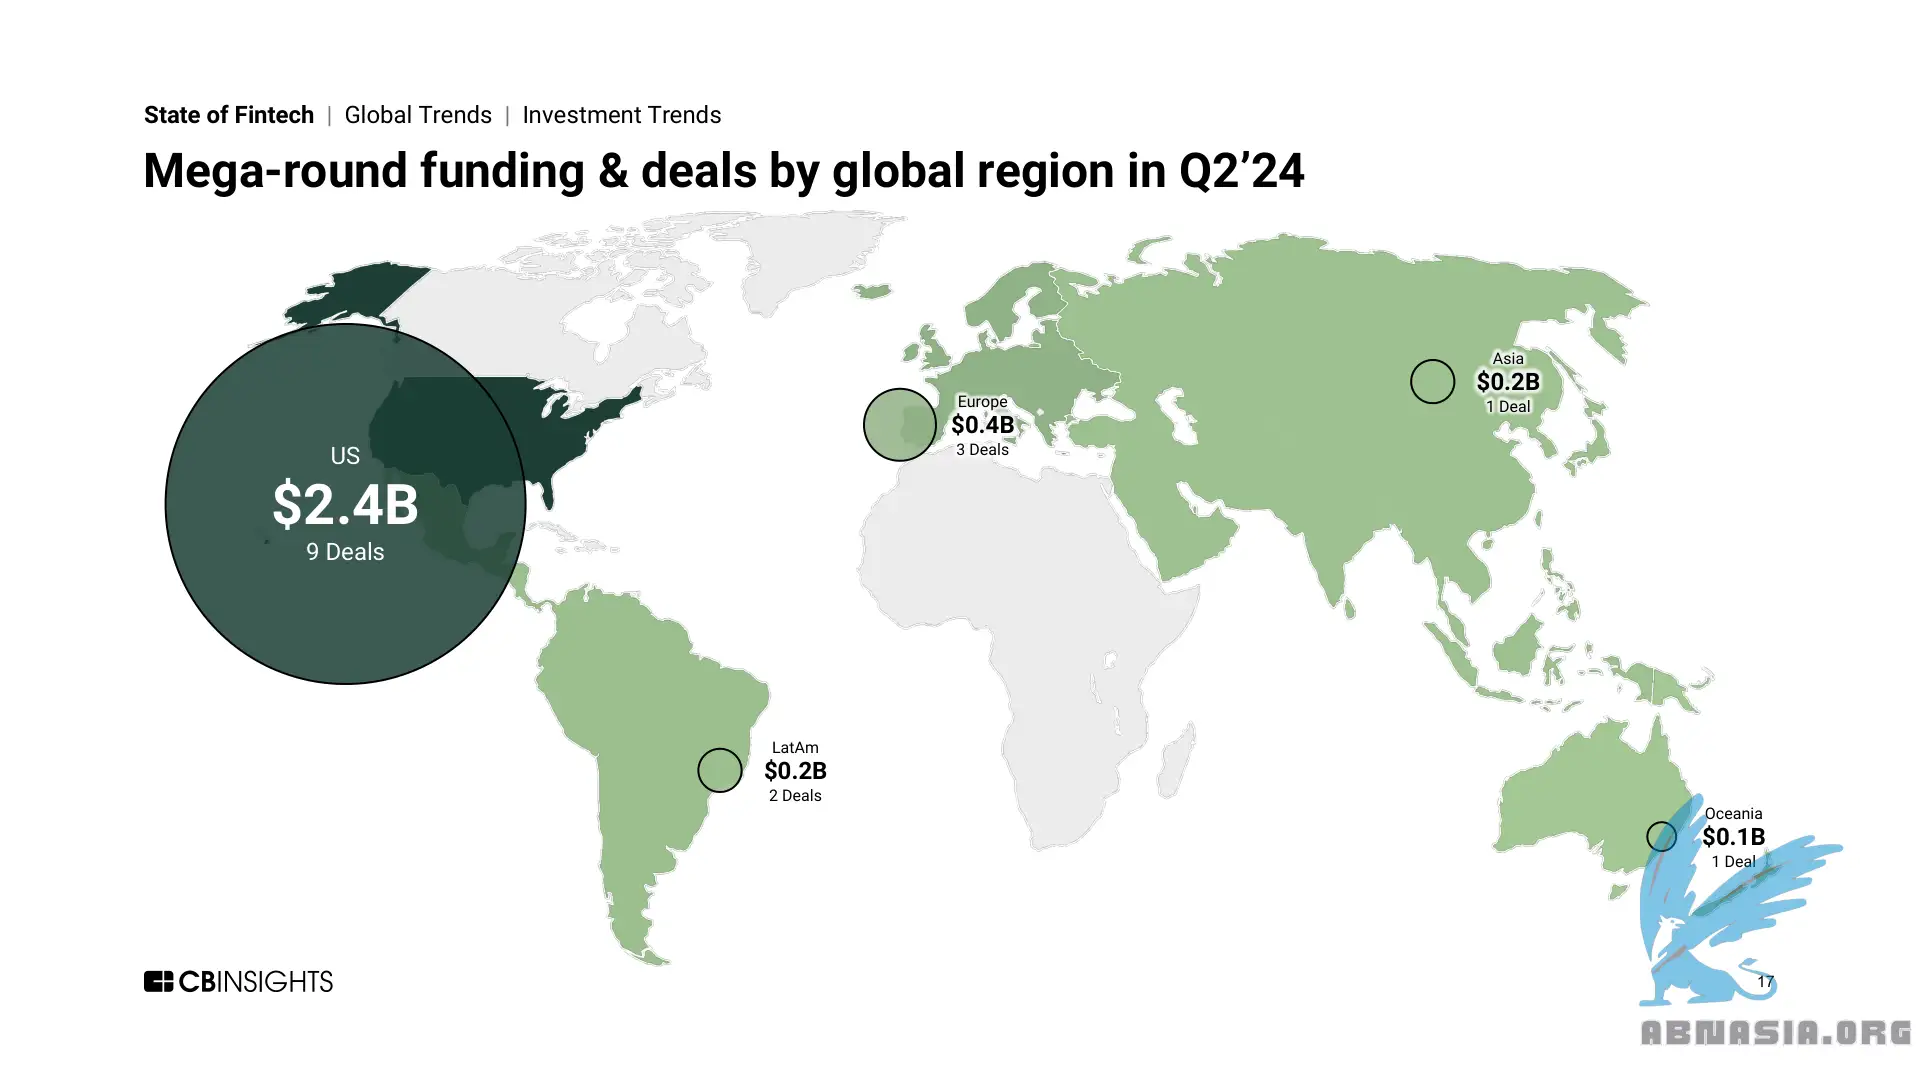 State of Fintech | Global Trends | Investment Trends
Mega-round funding & deals by global region in Q2’24
US
$2.4B
9 Deals
Europe
$0.4B
3 Deals
Asia
$0.2B
1 Deal
LatAm
$0.2B
2 Deals
Oceania
$0.1B
1 Deal
CBINSIGHTS
17
ABNASIA.ORG